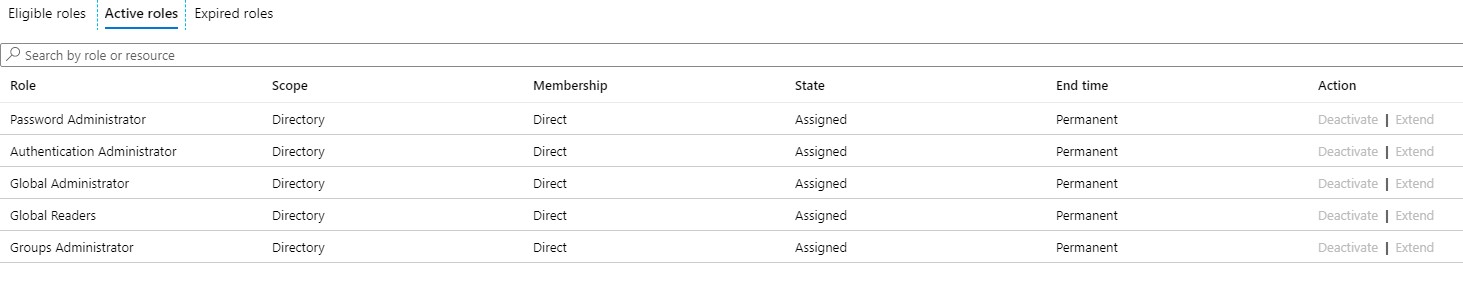 Eligible roles Active roles Expired roles
Search by role or resource
Role Scope Membership State End time Action
Password Administrator Directory Direct Assigned Permanent Deactivate | Extend
Authentication Administrator Directory Direct Assigned Permanent Deactivate | Extend
Global Administrator Directory Direct Assigned Permanent Deactivate | Extend
Global Readers Directory Direct Assigned Permanent Deactivate | Extend
Groups Administrator Directory Direct Assigned Permanent Deactivate | Extend